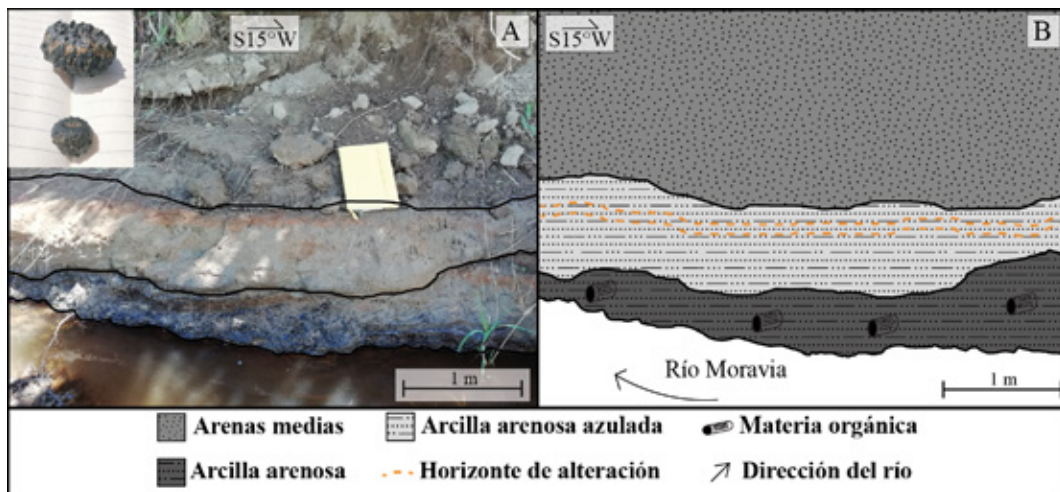 S15°W
A
S15°W
B
1 m
Río Moravia
1 m
Arenas medias
Arcilla arenosa azulada
Materia orgánica
Arcilla arenosa
Horizonte de alteración
Dirección del río